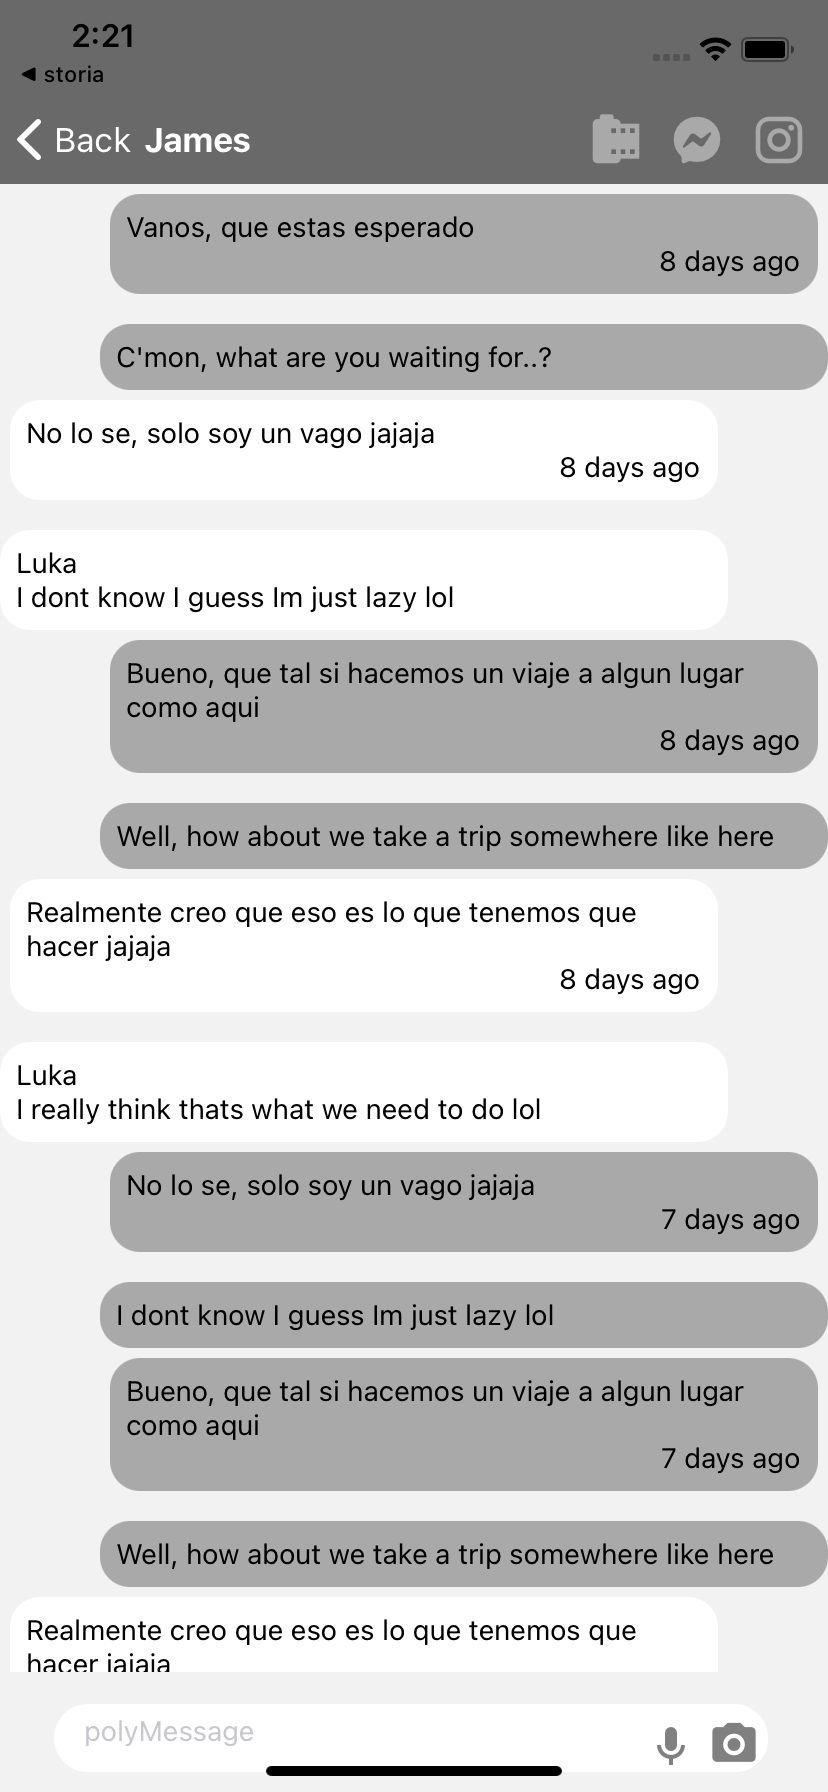 2:21
◀ storia
Back James
Vanos, que estas esperado
8 days ago
C'mon, what are you waiting for..?
No lo se, solo soy un vago jajaja
8 days ago
Luka
I dont know I guess Im just lazy lol
Bueno, que tal si hacemos un viaje a algun lugar
como aqui
8 days ago
Well, how about we take a trip somewhere like here
Realmente creo que eso es lo que tenemos que
hacer jajaja
8 days ago
Luka
I really think thats what we need to do lol
No lo se, solo soy un vago jajaja
7 days ago
I dont know I guess Im just lazy lol
Bueno, que tal si hacemos un viaje a algun lugar
como aqui
7 days ago
Well, how about we take a trip somewhere like here
Realmente creo que eso es lo que tenemos que
hacer jajaja
polyMessage